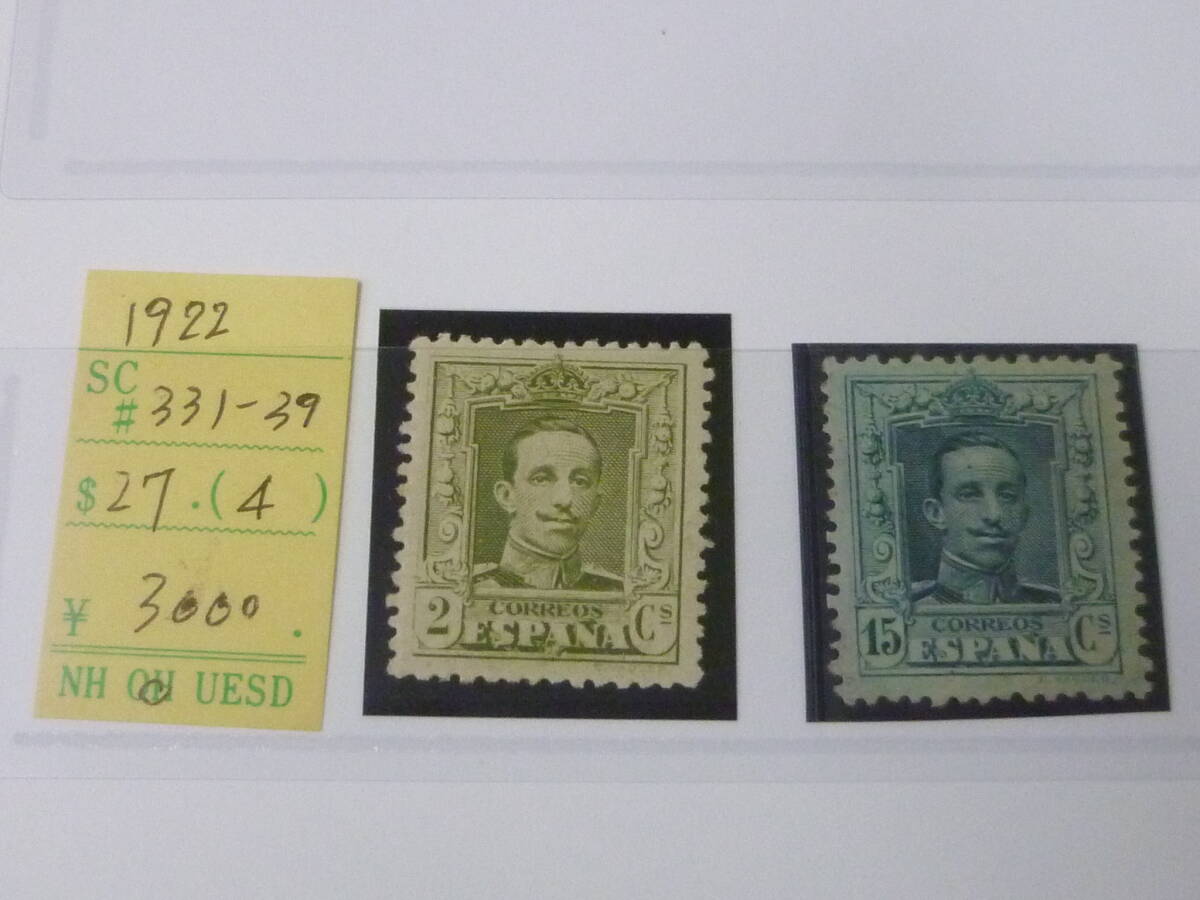 1922
SC
# 331-39
$ 27.(4)
¥ 3000.
NH OH UESD
CORREOS
2 ESPAÑA Cs
CORREOS
15 ESPAÑA Cs